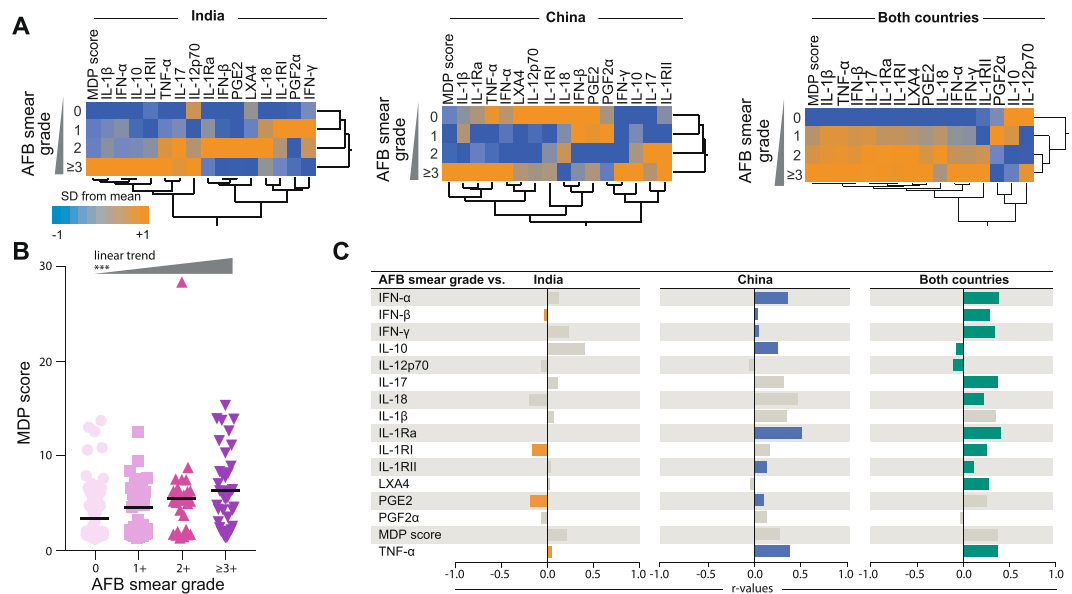 A
India
China
Both countries
MDP score
IL-1β
IFN-α
IL-10
IL-1RII
TNF-α
IL-17
IL-12p70
IL-1Ra
IFN-β
PGE2
LXA4
IL-18
IL-1RI
PGF2α
IFN-γ
MDP score
IL-1β
IL-1Ra
TNF-α
IFN-α
LXA4
IL-12p70
IL-1RI
IL-18
IFN-β
PGE2
PGF2α
IFN-γ
IL-10
IL-17
IL-1RII
MDP score
IL-1β
TNF-α
IFN-β
IL-17
IL-1Ra
IL-1RI
LXA4
PGE2
IL-18
IFN-α
IFN-γ
IL-1RII
PGF2α
IL-10
IL-12p70
AFB smear
grade
0
1
2
≥3
AFB smear
grade
0
1
2
≥3
AFB smear
grade
0
1
2
≥3
SD from mean
-1 +1
B
linear trend
***
MDP score
30
20
10
0
0 1+ 2+ ≥3+
AFB smear grade
C
AFB smear grade vs. India China Both countries
IFN-α
IFN-β
IFN-γ
IL-10
IL-12p70
IL-17
IL-18
IL-1β
IL-1Ra
IL-1RI
IL-1RII
LXA4
PGE2
PGF2α
MDP score
TNF-α
-1.0 -0.5 0.0 0.5 1.0 -0.5 0.0 0.5 1.0 -0.5 0.0 0.5 1.0
-1.0 -1.0
r-values